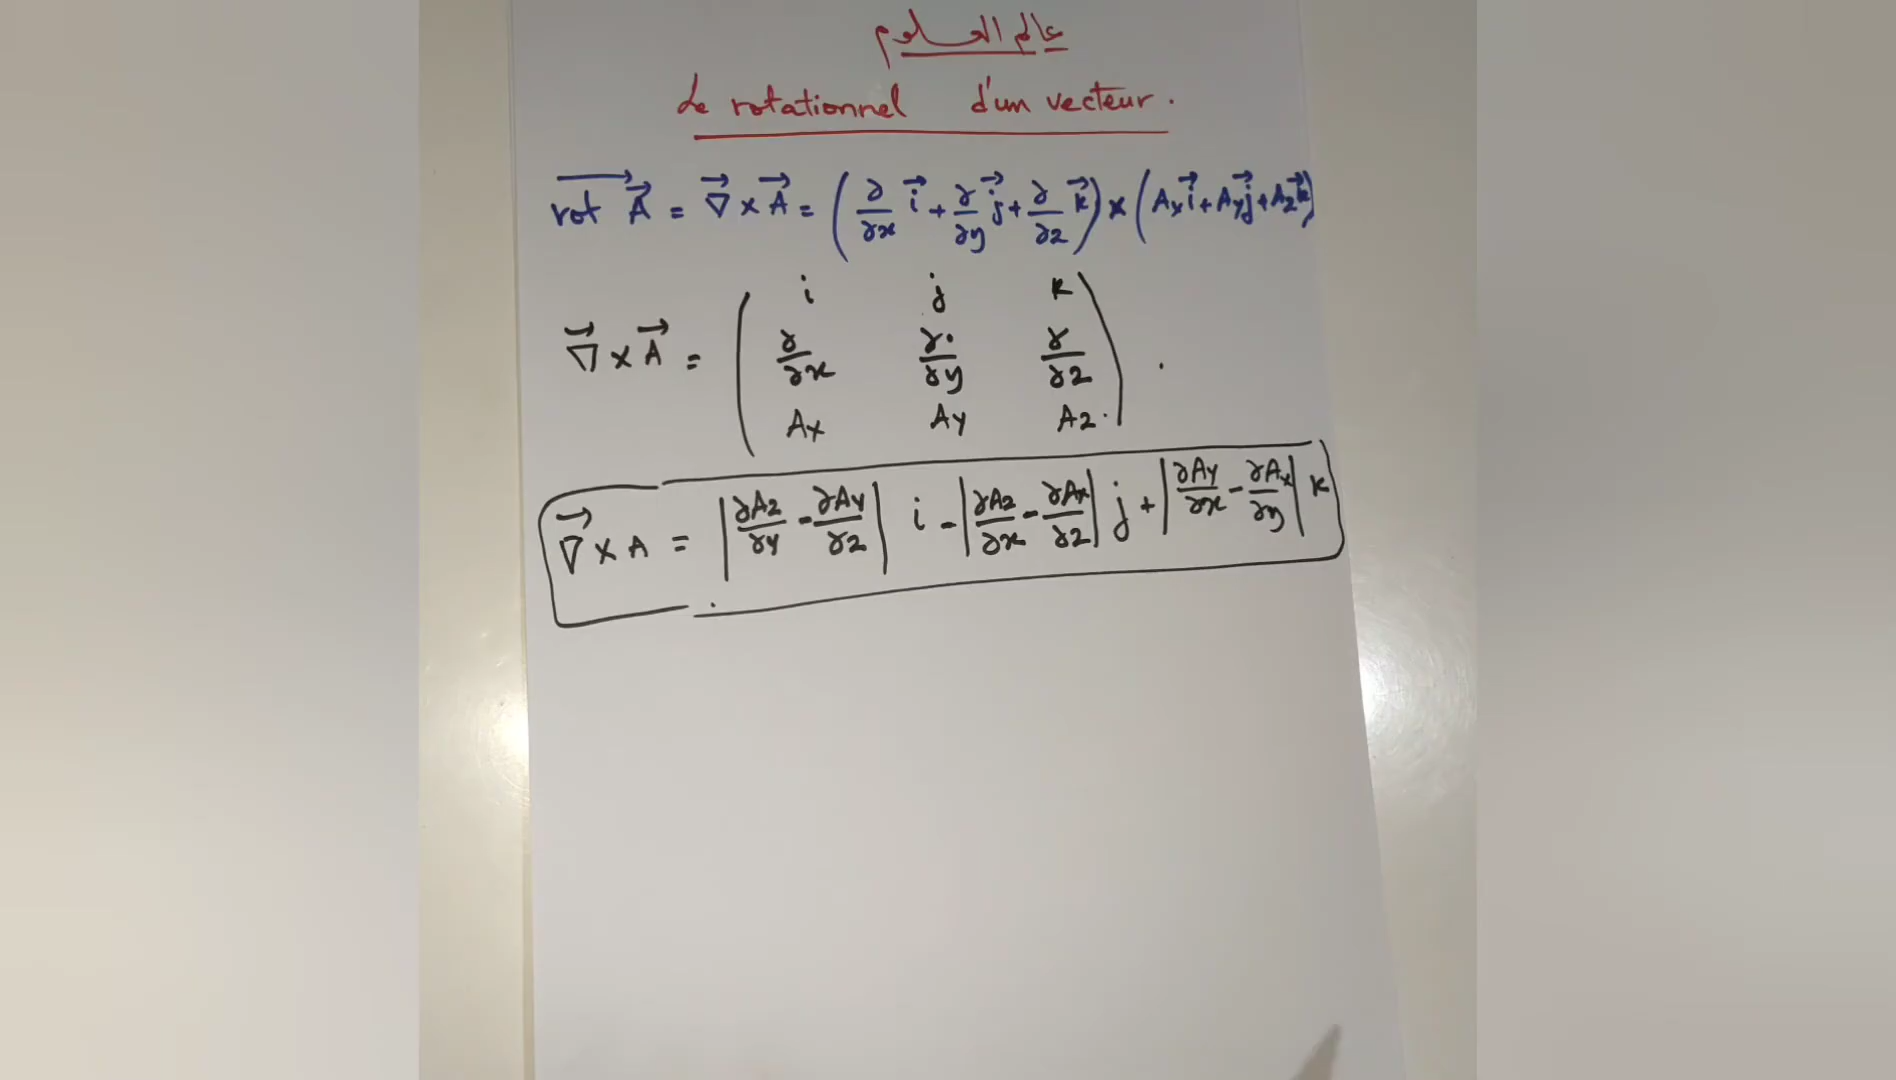 عالم العلوم
Le rotationnel d'un vecteur.
rot A⃗ = ∇⃗ × A⃗ = (∂/∂x i⃗ + ∂/∂y j⃗ + ∂/∂z k⃗) × (Ax i⃗ + Ay j⃗ + Az k⃗)
i j k
∇⃗ × A⃗ = ( ∂/∂x ∂/∂y ∂/∂z ) .
Ax Ay Az
∇⃗ × A = |∂Az/∂y - ∂Ay/∂z| i - |∂Az/∂x - ∂Ax/∂z| j + |∂Ay/∂x - ∂Ax/∂y| k